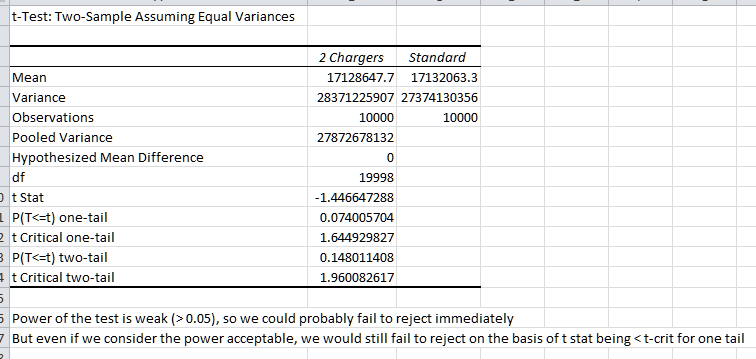 t-Test: Two-Sample Assuming Equal Variances
2 Chargers Standard
Mean 17128647.7 17132063.3
Variance 28371225907 27374130356
Observations 10000 10000
Pooled Variance 27872678132
Hypothesized Mean Difference 0
df 19998
t Stat -1.446647288
P(T<=t) one-tail 0.074005704
t Critical one-tail 1.644929827
P(T<=t) two-tail 0.148011408
t Critical two-tail 1.960082617
Power of the test is weak (> 0.05), so we could probably fail to reject immediately
But even if we consider the power acceptable, we would still fail to reject on the basis of t stat being < t-crit for one tail